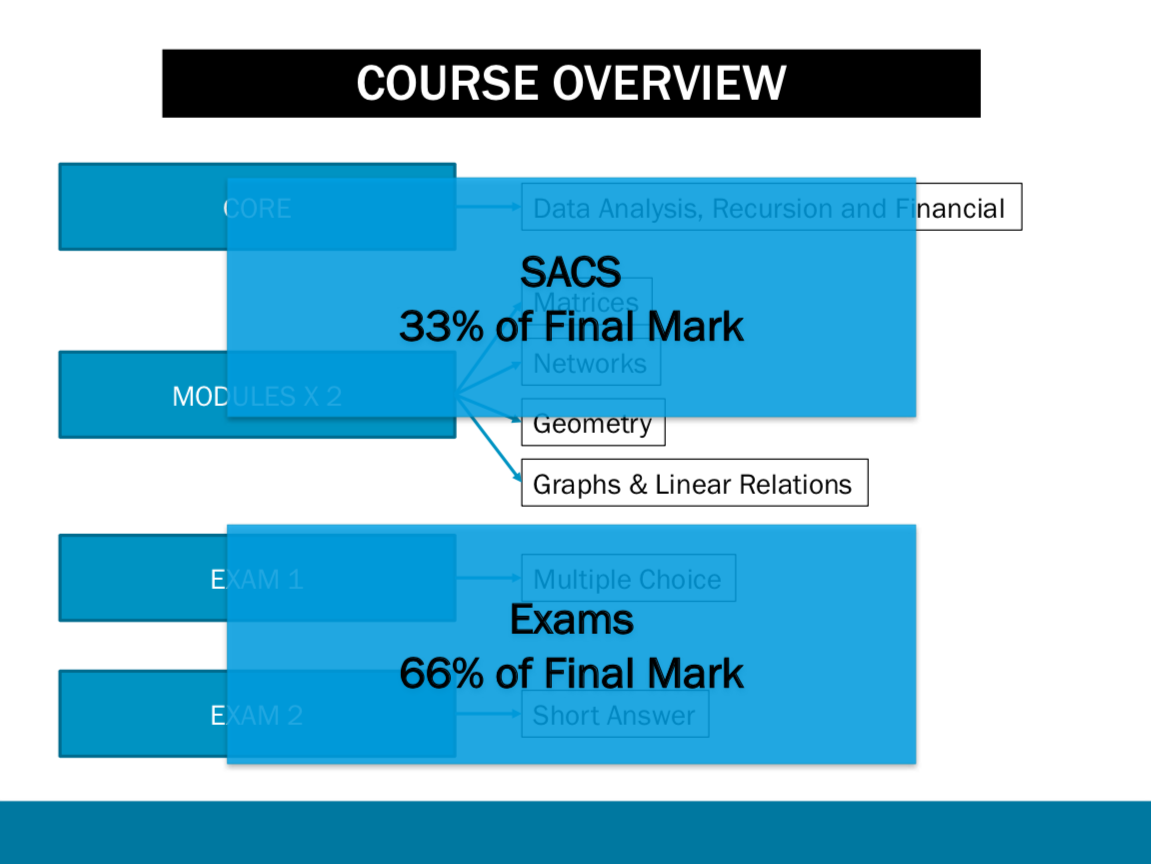 COURSE OVERVIEW
CORE
Data Analysis, Recursion and Financial
SACS
33% of Final Mark
Matrices
Networks
MODULES X 2
Geometry
Graphs & Linear Relations
EXAM 1
Multiple Choice
Exams
66% of Final Mark
EXAM 2
Short Answer